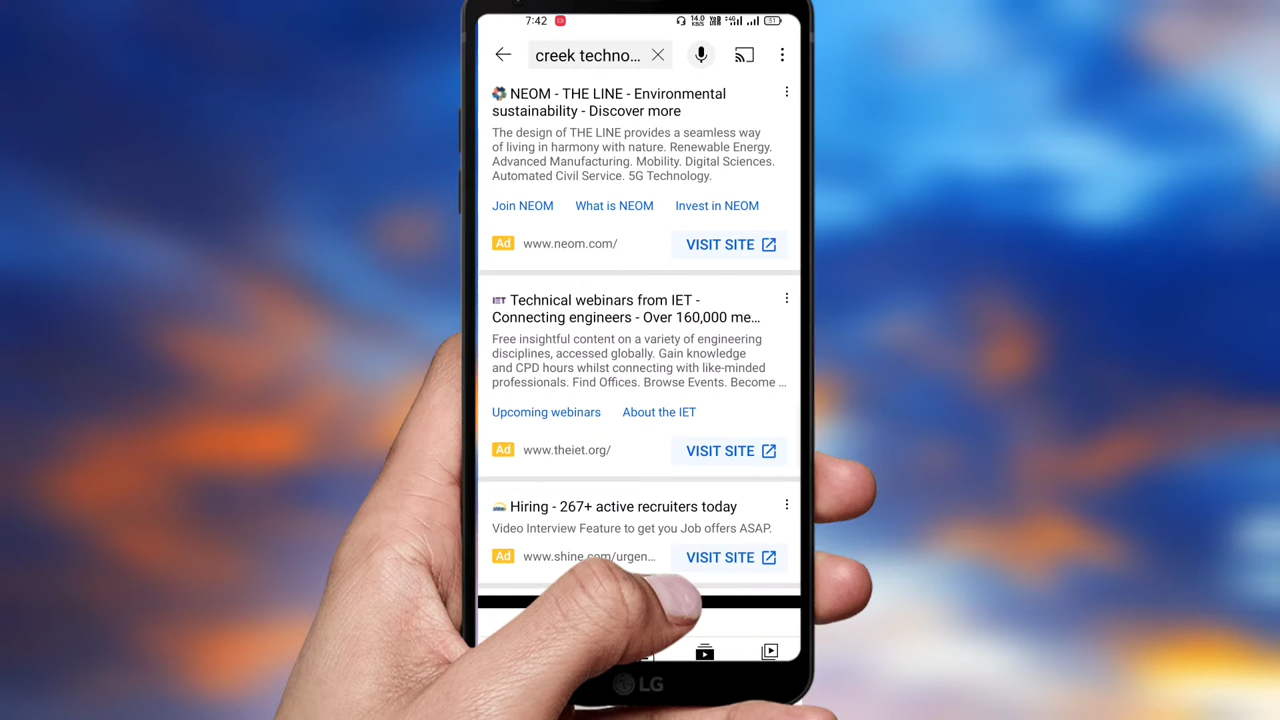 7:42
14.0
KB/S
51
creek techno...
NEOM - THE LINE - Environmental
sustainability - Discover more
The design of THE LINE provides a seamless way
of living in harmony with nature. Renewable Energy.
Advanced Manufacturing. Mobility. Digital Sciences.
Automated Civil Service. 5G Technology.
Join NEOM What is NEOM Invest in NEOM
Ad www.neom.com/ VISIT SITE
IET Technical webinars from IET -
Connecting engineers - Over 160,000 me...
Free insightful content on a variety of engineering
disciplines, accessed globally. Gain knowledge
and CPD hours whilst connecting with like-minded
professionals. Find Offices. Browse Events. Become ...
Upcoming webinars About the IET
Ad www.theiet.org/ VISIT SITE
Hiring - 267+ active recruiters today
Video Interview Feature to get you Job offers ASAP.
Ad www.shine.com/urgen... VISIT SITE
LG